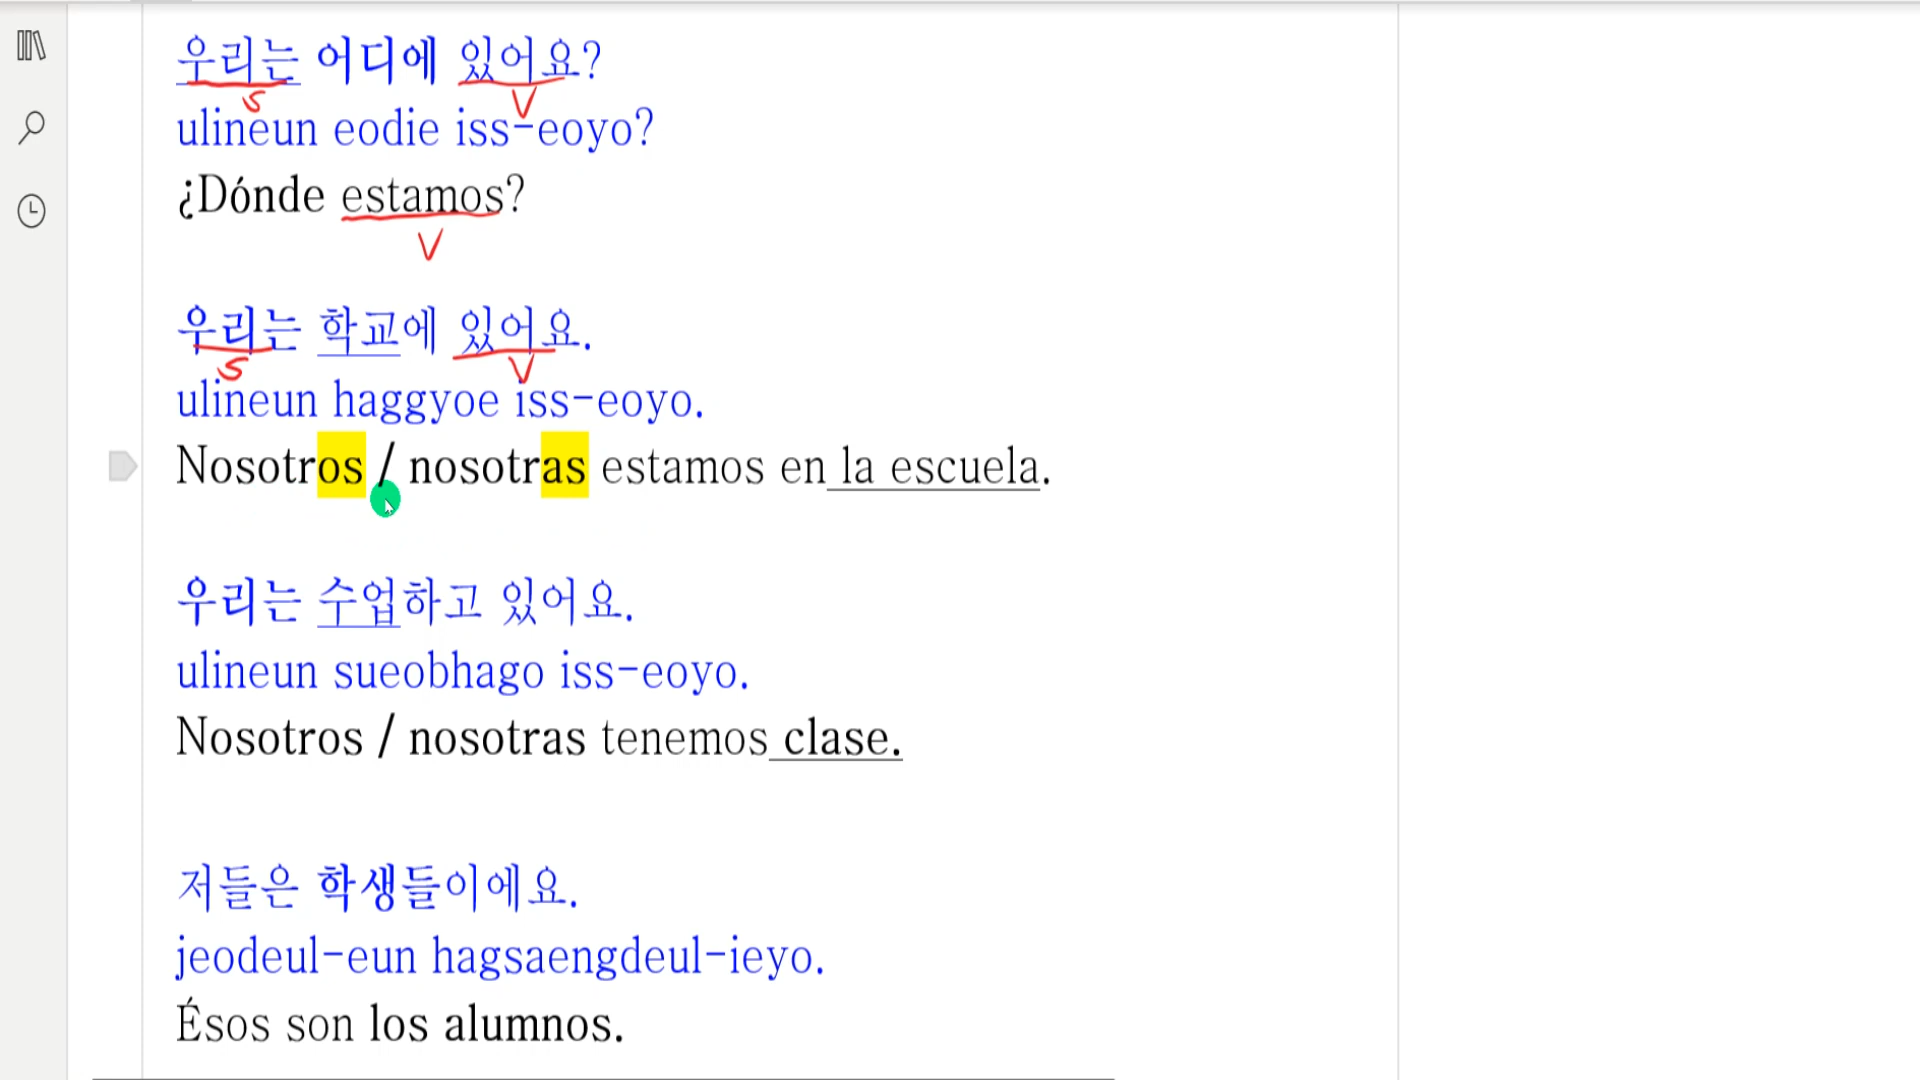 우리는 어디에 있어요?
S V
ulineun eodie iss-eoyo?
¿Dónde estamos?
V
우리는 학교에 있어요.
S V
ulineun haggyoe iss-eoyo.
Nosotros / nosotras estamos en la escuela.
우리는 수업하고 있어요.
ulineun sueobhago iss-eoyo.
Nosotros / nosotras tenemos clase.
저들은 학생들이에요.
jeodeul-eun hagsaengdeul-ieyo.
Ésos son los alumnos.